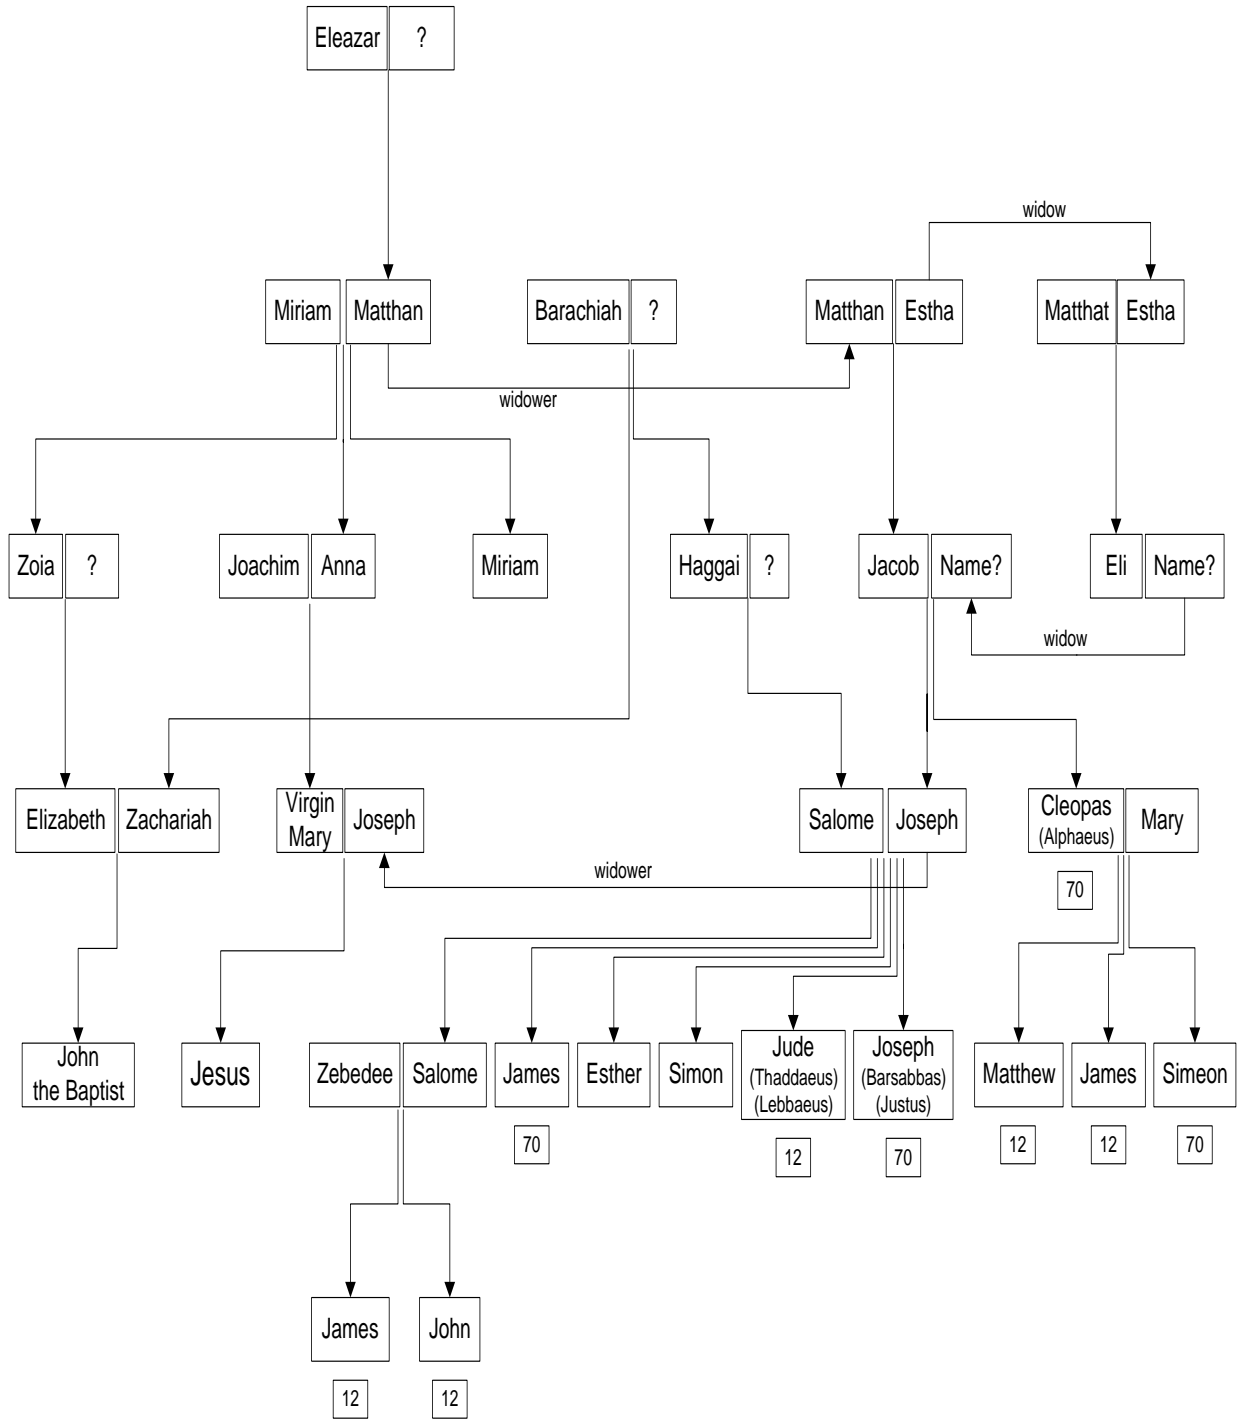 Eleazar
?
widow
Miriam
Matthan
Barachiah
?
Matthan
Estha
Matthat
Estha
widower
Zoia
?
Joachim
Anna
Miriam
Haggai
?
Jacob
Name?
Eli
Name?
widow
Elizabeth
Zachariah
Virgin
Mary
Joseph
Salome
Joseph
Cleopas
(Alphaeus)
Mary
widower
70
John
the Baptist
Jesus
Zebedee
Salome
James
Esther
Simon
Jude
(Thaddaeus)
(Lebbaeus)
Joseph
(Barsabbas)
(Justus)
Matthew
James
Simeon
70
12
70
12
12
70
James
John
12
12